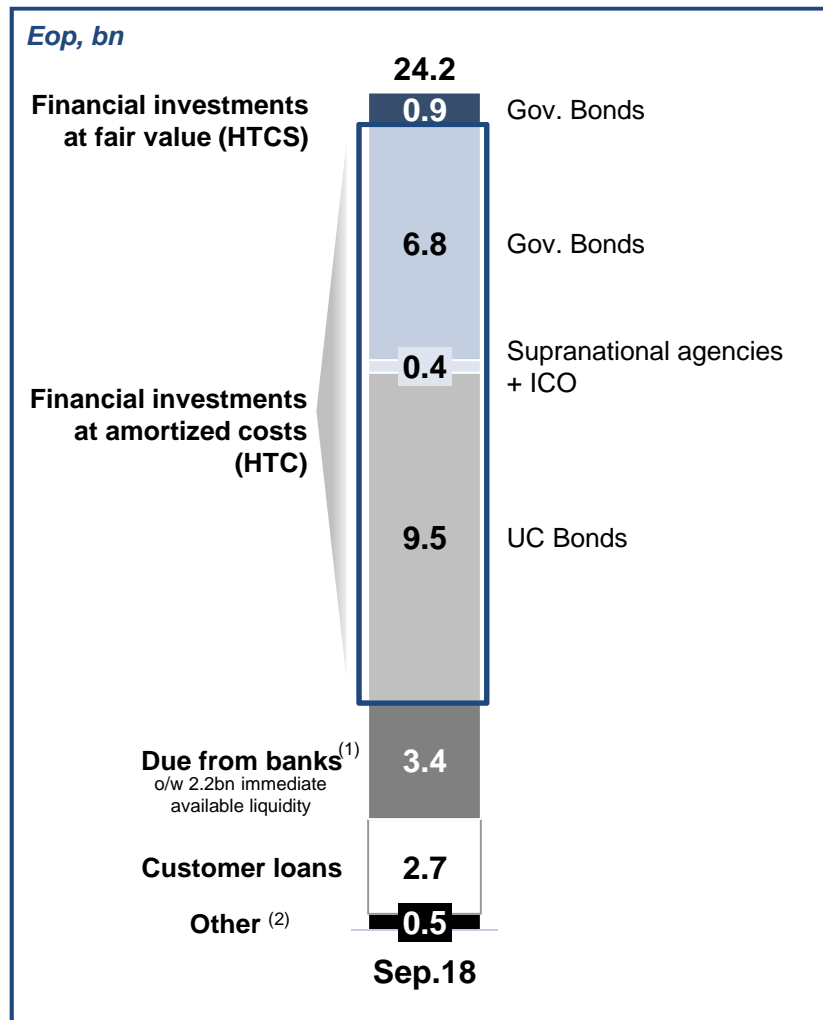 Eop, bn
24.2
Financial investments
at fair value (HTCS)
0.9
Gov. Bonds
6.8
Gov. Bonds
0.4
Supranational agencies
+ ICO
Financial investments
at amortized costs
(HTC)
9.5
UC Bonds
Due from banks(1)
o/w 2.2bn immediate
available liquidity
3.4
Customer loans
2.7
Other (2)
0.5
Sep.18